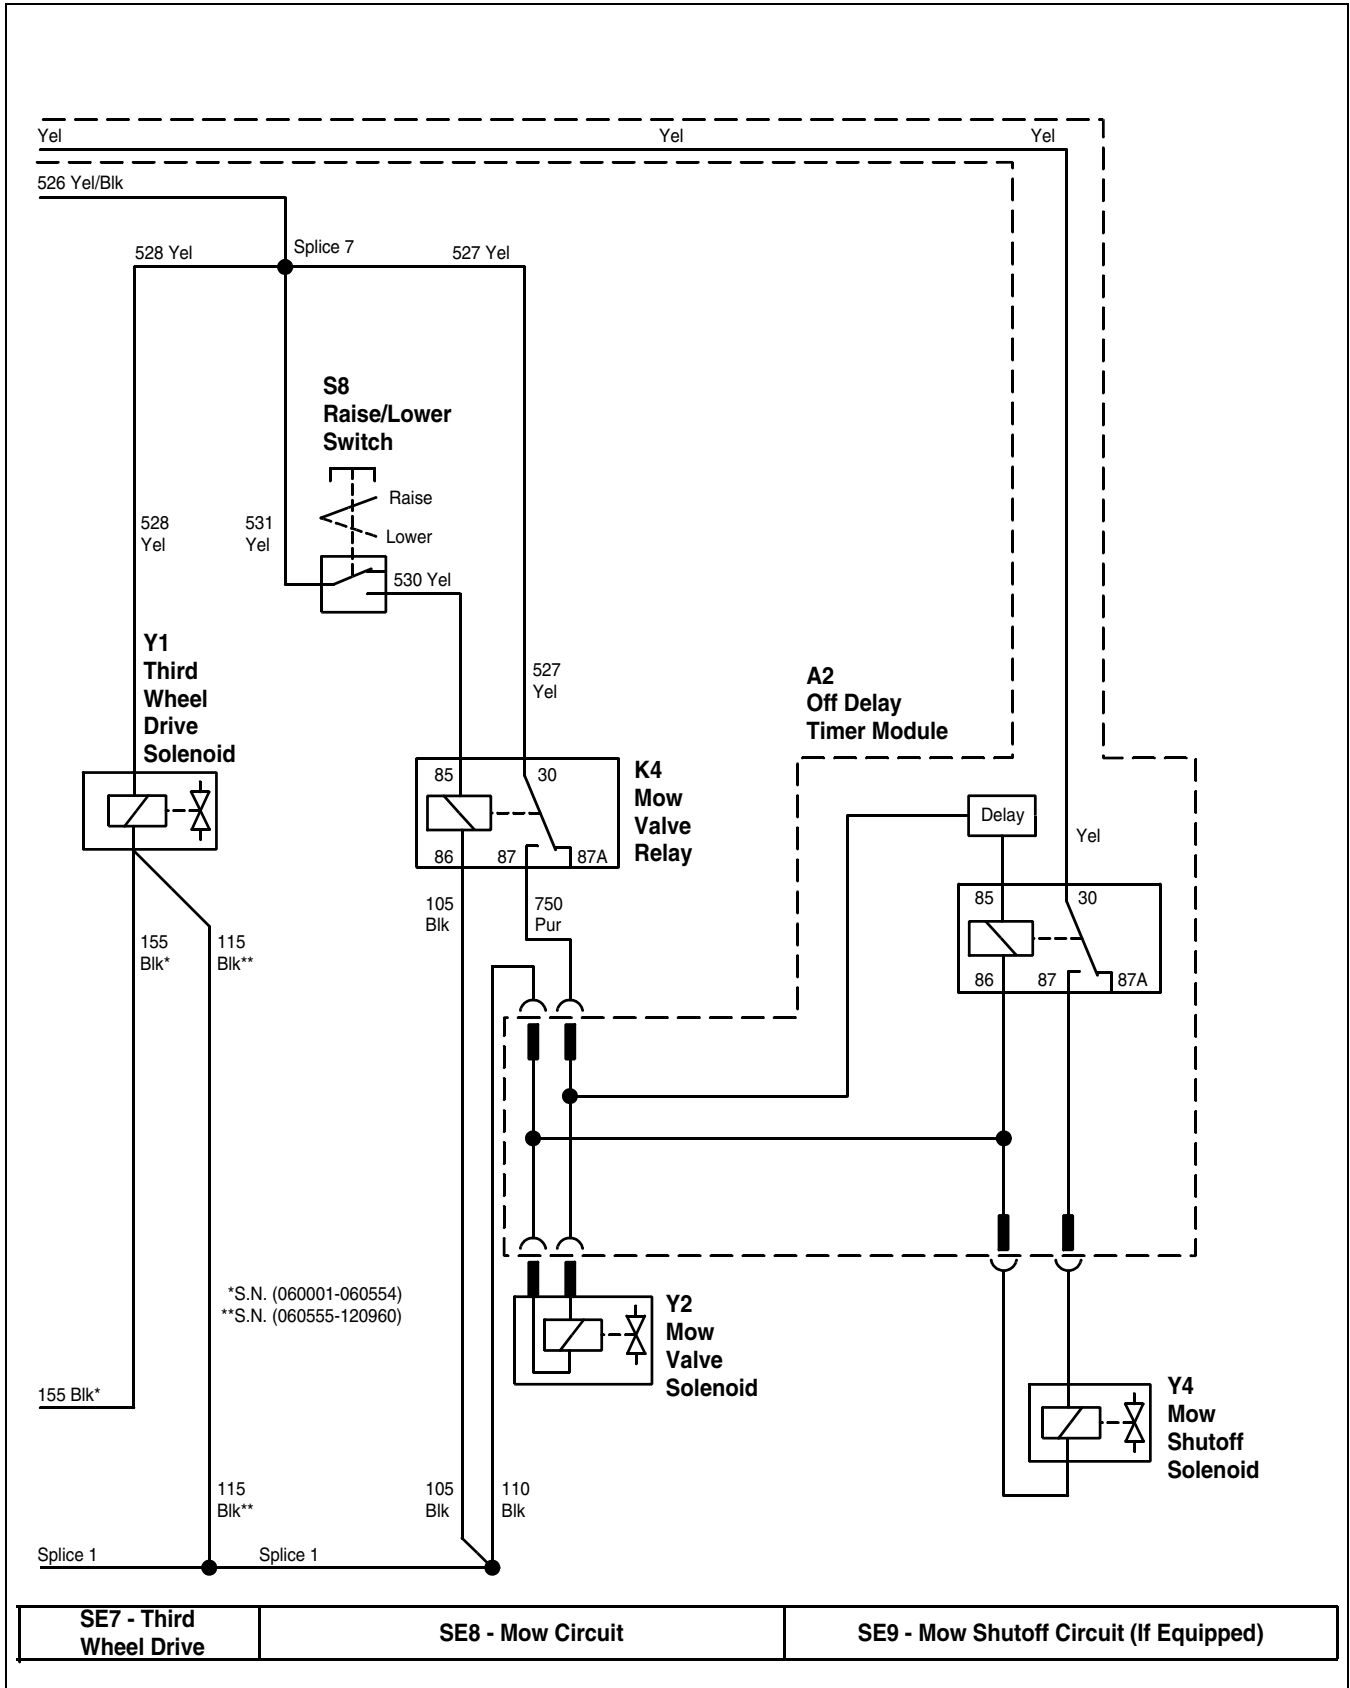 Yel Yel Yel
526 Yel/Blk
528 Yel
Splice 7
527 Yel
S8
Raise/Lower
Switch
Raise
Lower
528
Yel
531
Yel
530 Yel
Y1
Third
Wheel
Drive
Solenoid
527
Yel
A2
Off Delay
Timer Module
85
30
86
87
87A
K4
Mow
Valve
Relay
Delay
Yel
85
30
86
87
87A
105
Blk
750
Pur
155
Blk*
115
Blk**
*S.N. (060001-060554)
**S.N. (060555-120960)
Y2
Mow
Valve
Solenoid
155 Blk*
Y4
Mow
Shutoff
Solenoid
115
Blk**
105
Blk
110
Blk
Splice 1
Splice 1
SE7 - Third
Wheel Drive
SE8 - Mow Circuit
SE9 - Mow Shutoff Circuit (If Equipped)